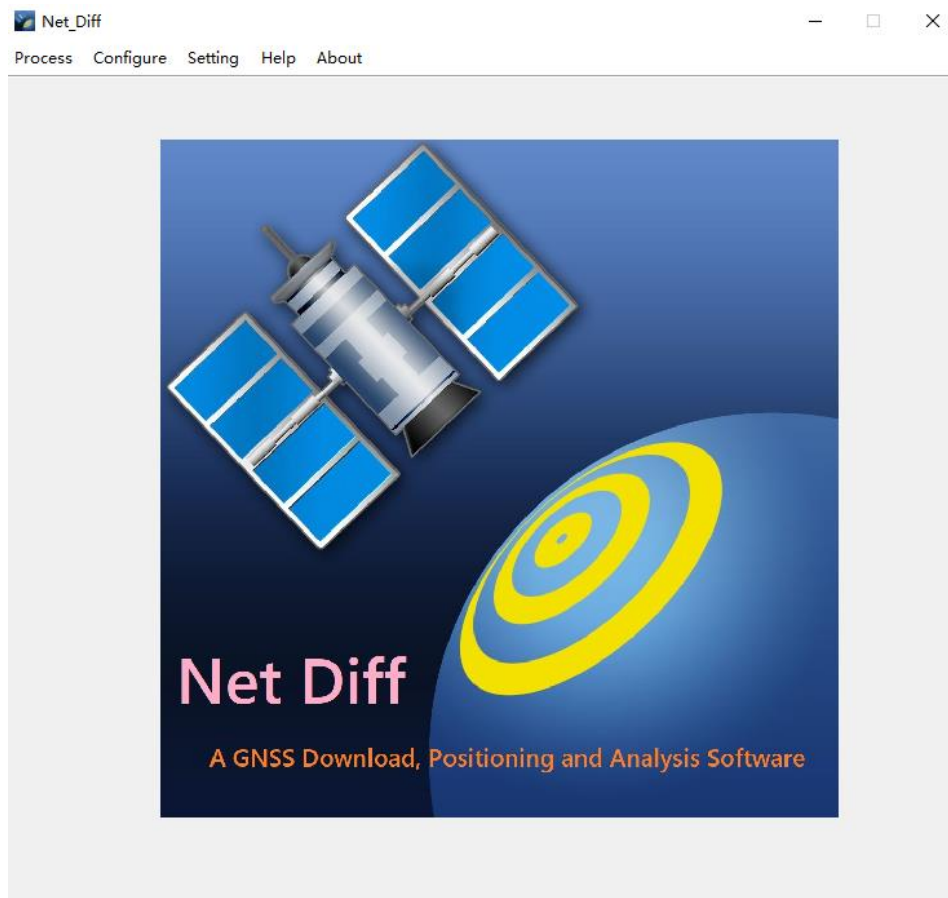 Net_Diff
Process Configure Setting Help About
Net Diff
A GNSS Download, Positioning and Analysis Software